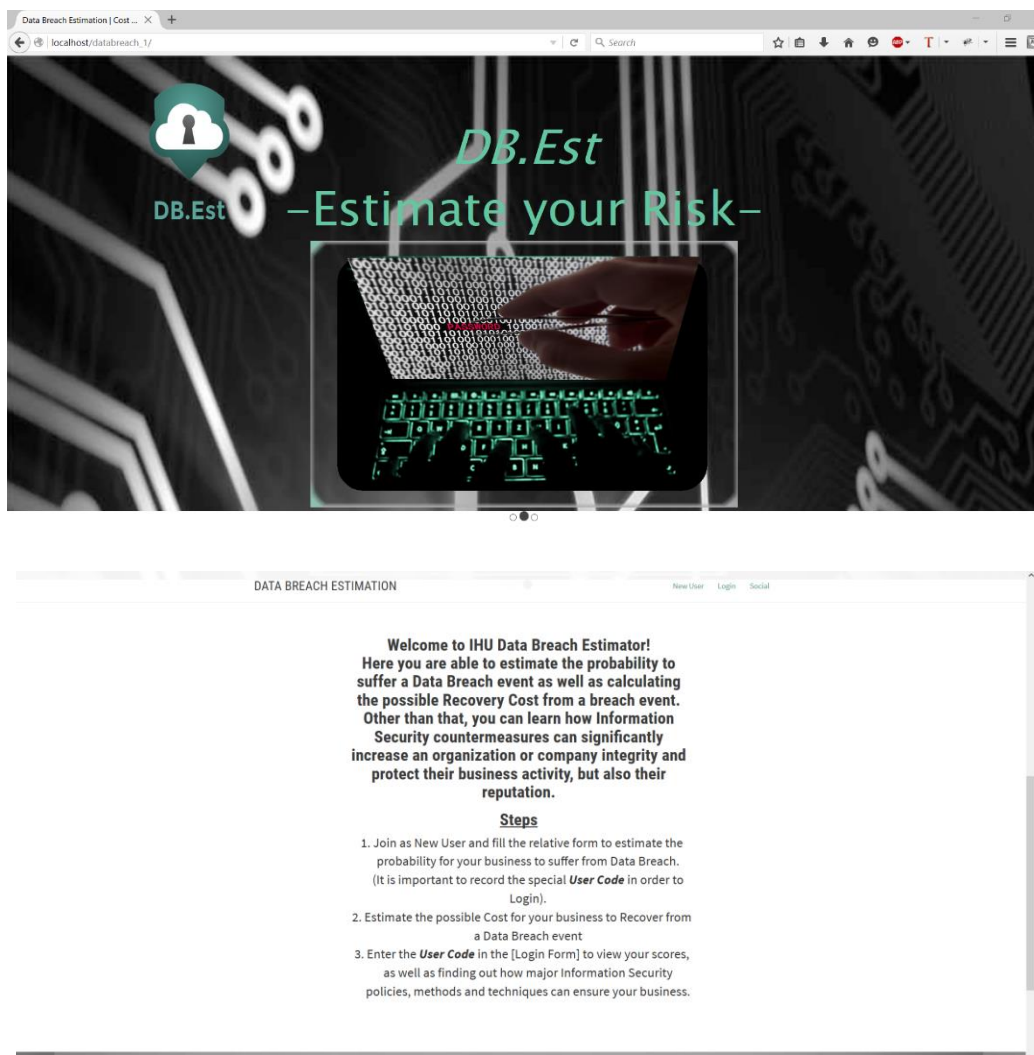 Data Breach Estimation | Cost ...
localhost/databreach_1/
Search
ABP
T
DB.Est
DB.Est
-Estimate your Risk-
PASSWORD
DATA BREACH ESTIMATION
New User Login Social
Welcome to IHU Data Breach Estimator!
Here you are able to estimate the probability to
suffer a Data Breach event as well as calculating
the possible Recovery Cost from a breach event.
Other than that, you can learn how Information
Security countermeasures can significantly
increase an organization or company integrity and
protect their business activity, but also their
reputation.
Steps
1. Join as New User and fill the relative form to estimate the
probability for your business to suffer from Data Breach.
(It is important to record the special User Code in order to
Login).
2. Estimate the possible Cost for your business to Recover from
a Data Breach event
3. Enter the User Code in the [Login Form] to view your scores,
as well as finding out how major Information Security
policies, methods and techniques can ensure your business.